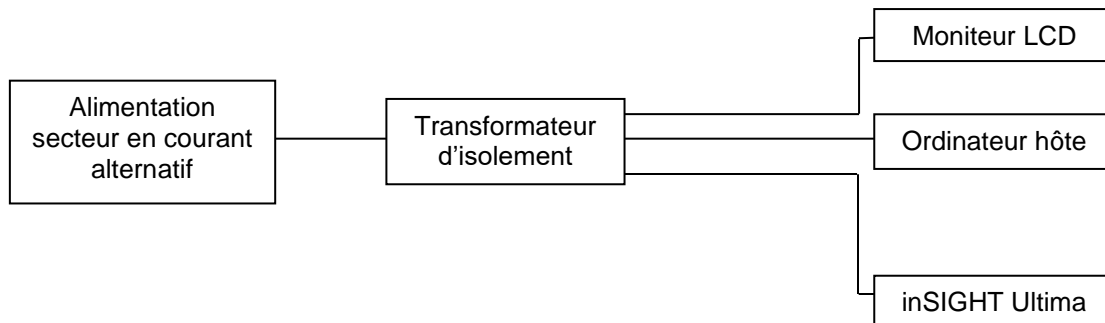 Alimentation
secteur en courant
alternatif
Transformateur
d'isolement
Moniteur LCD
Ordinateur hôte
inSIGHT Ultima